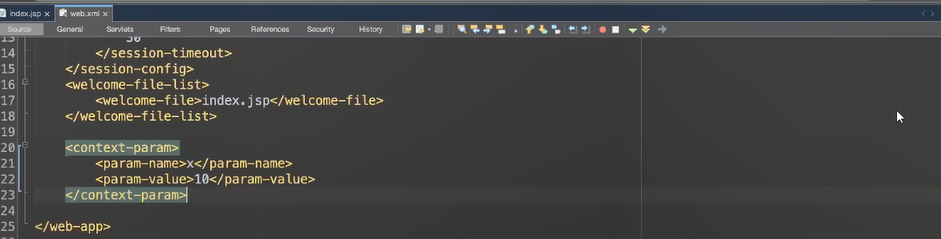 index.jsp × web.xml ×
Source General Servlets Filters Pages References Security History
13 30
14 </session-timeout>
15 </session-config>
16 <welcome-file-list>
17 <welcome-file>index.jsp</welcome-file>
18 </welcome-file-list>
19
20 <context-param>
21 <param-name>x</param-name>
22 <param-value>10</param-value>
23 </context-param>
24
25 </web-app>